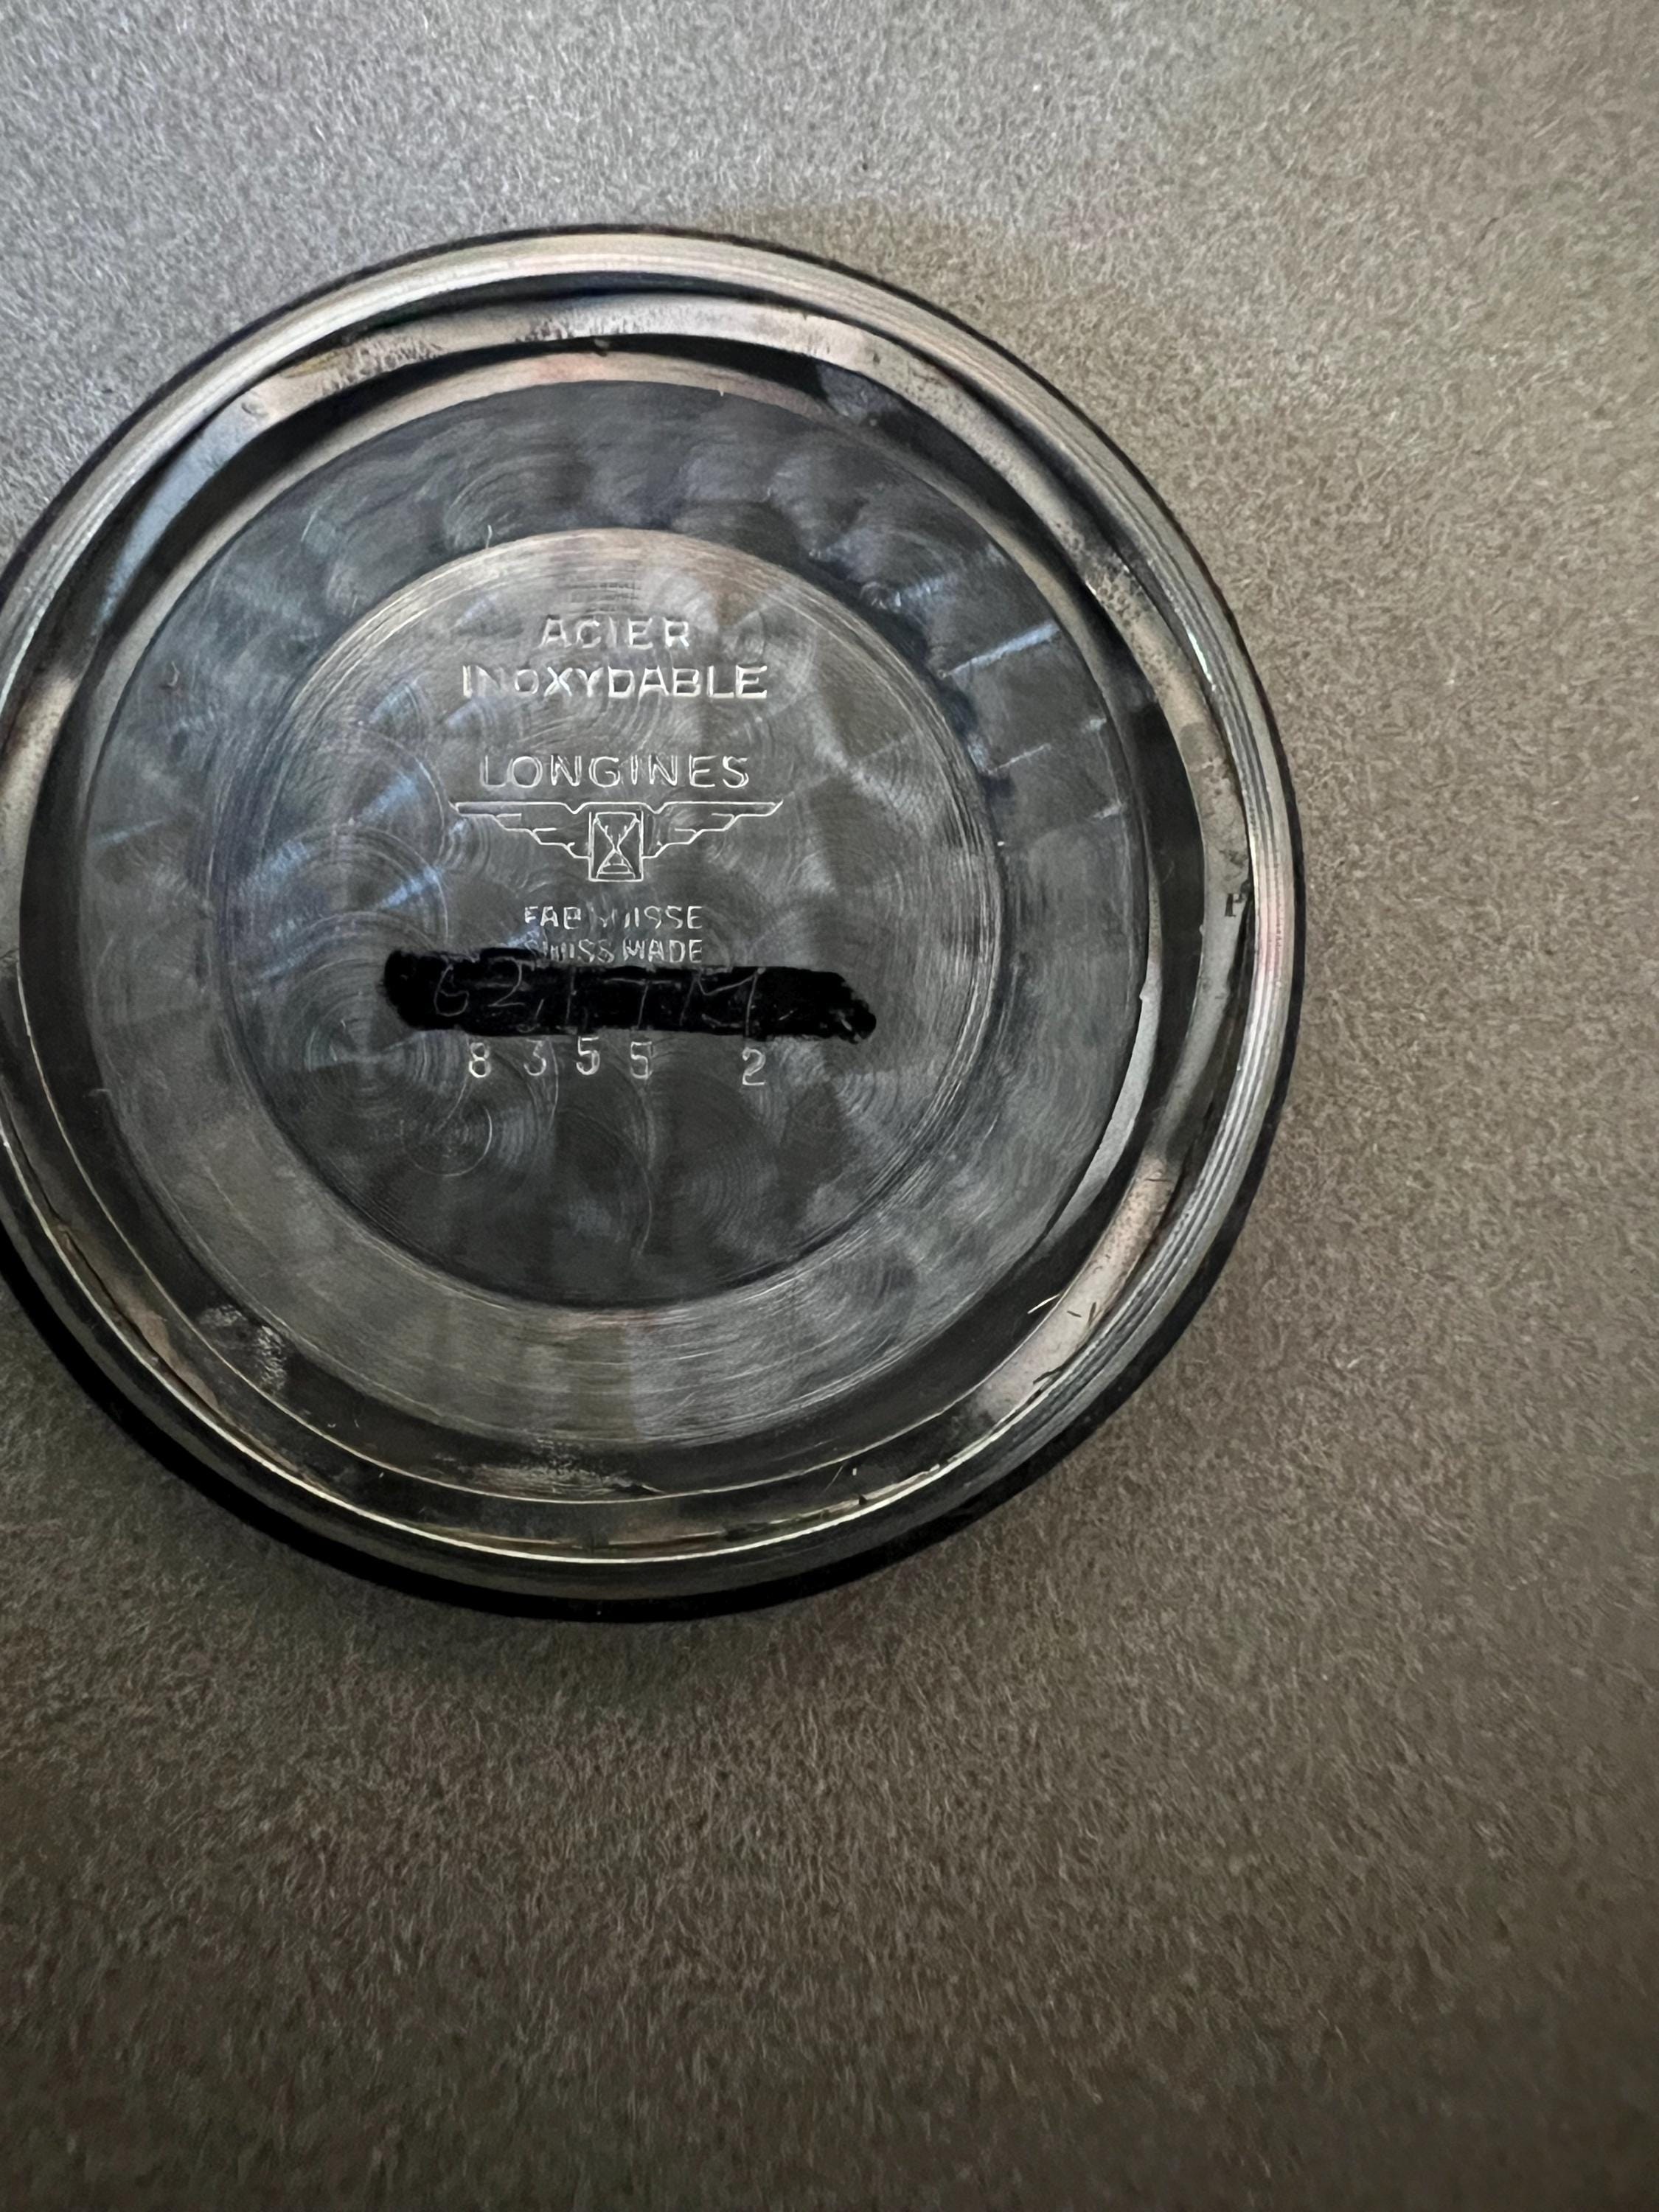 ACIER
INOXYDABLE
LONGINES
FAB SUISSE
SWISS MADE
8355 2